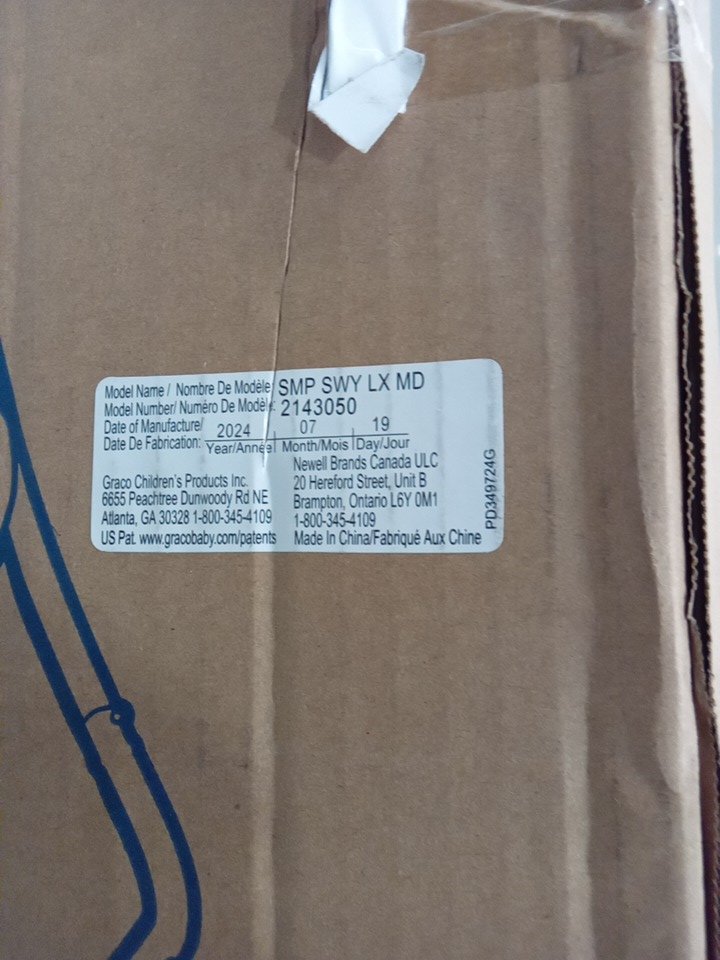 Model Name / Nombre De Modèle: SMP SWY LX MD
Model Number/ Numéro De Modèle: 2143050
Date of Manufacture/
Date De Fabrication:
2024 07 19
Year/Année Month/Mois Day/Jour
Graco Children's Products Inc.
6655 Peachtree Dunwoody Rd NE
Atlanta, GA 30328 1-800-345-4109
US Pat. www.gracobaby.com/patents
Newell Brands Canada ULC
20 Hereford Street, Unit B
Brampton, Ontario L6Y 0M1
1-800-345-4109
Made In China/Fabriqué Aux Chine
PD349724G